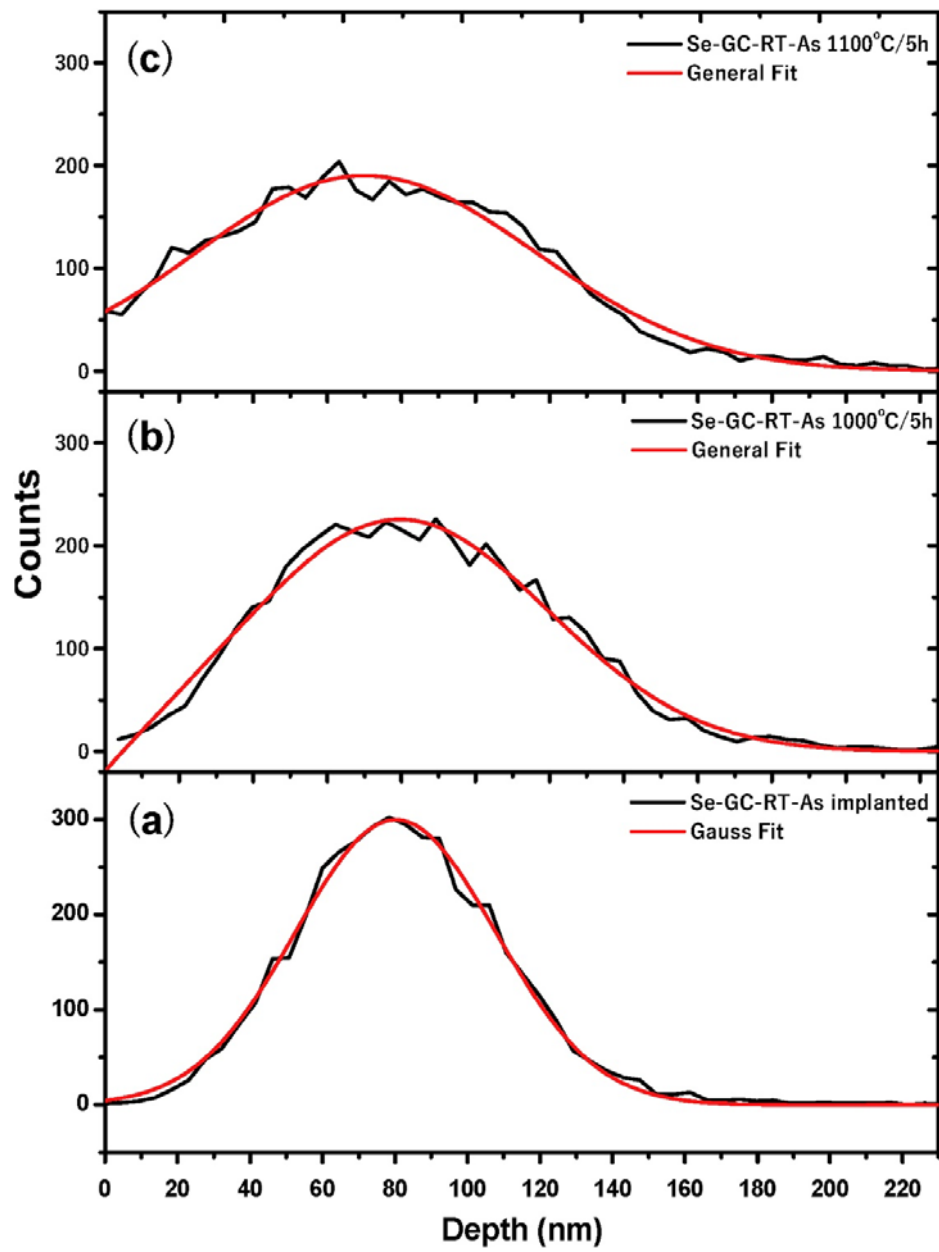 (c)
Se-GC-RT-As 1100°C/5h
General Fit
300
200
100
0
(b)
Se-GC-RT-As 1000°C/5h
General Fit
300
200
100
0
Counts
(a)
Se-GC-RT-As implanted
Gauss Fit
300
200
100
0
0 20 40 60 80 100 120 140 160 180 200 220
Depth (nm)